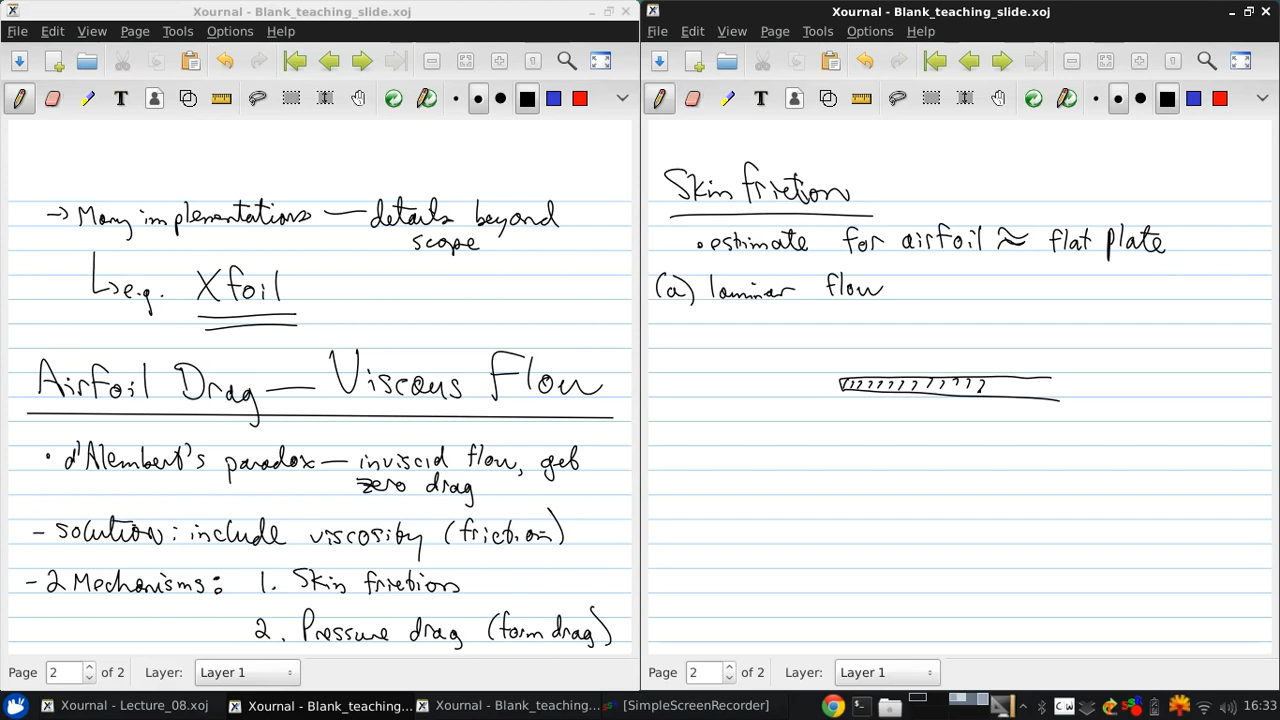 Xournal - Blank_teaching_slide.xoj
File Edit View Page Tools Options Help
→ Many implementations — details beyond
scope
↳ e.g. Xfoil
Airfoil Drag — Viscous Flow
• d'Alembert's paradox — inviscid flow, get
zero drag
- solution: include viscosity (friction)
- 2 Mechanisms: 1. Skin friction
2. Pressure drag (form drag)
Page 2 of 2 Layer: Layer 1
Xournal - Blank_teaching_slide.xoj
File Edit View Page Tools Options Help
Skin friction
• estimate for airfoil ≈ flat plate
(a) laminar flow
Page 2 of 2 Layer: Layer 1
Xournal - Lecture_08.xoj Xournal - Blank_teaching... Xournal - Blank_teaching... [SimpleScreenRecorder] 16:33